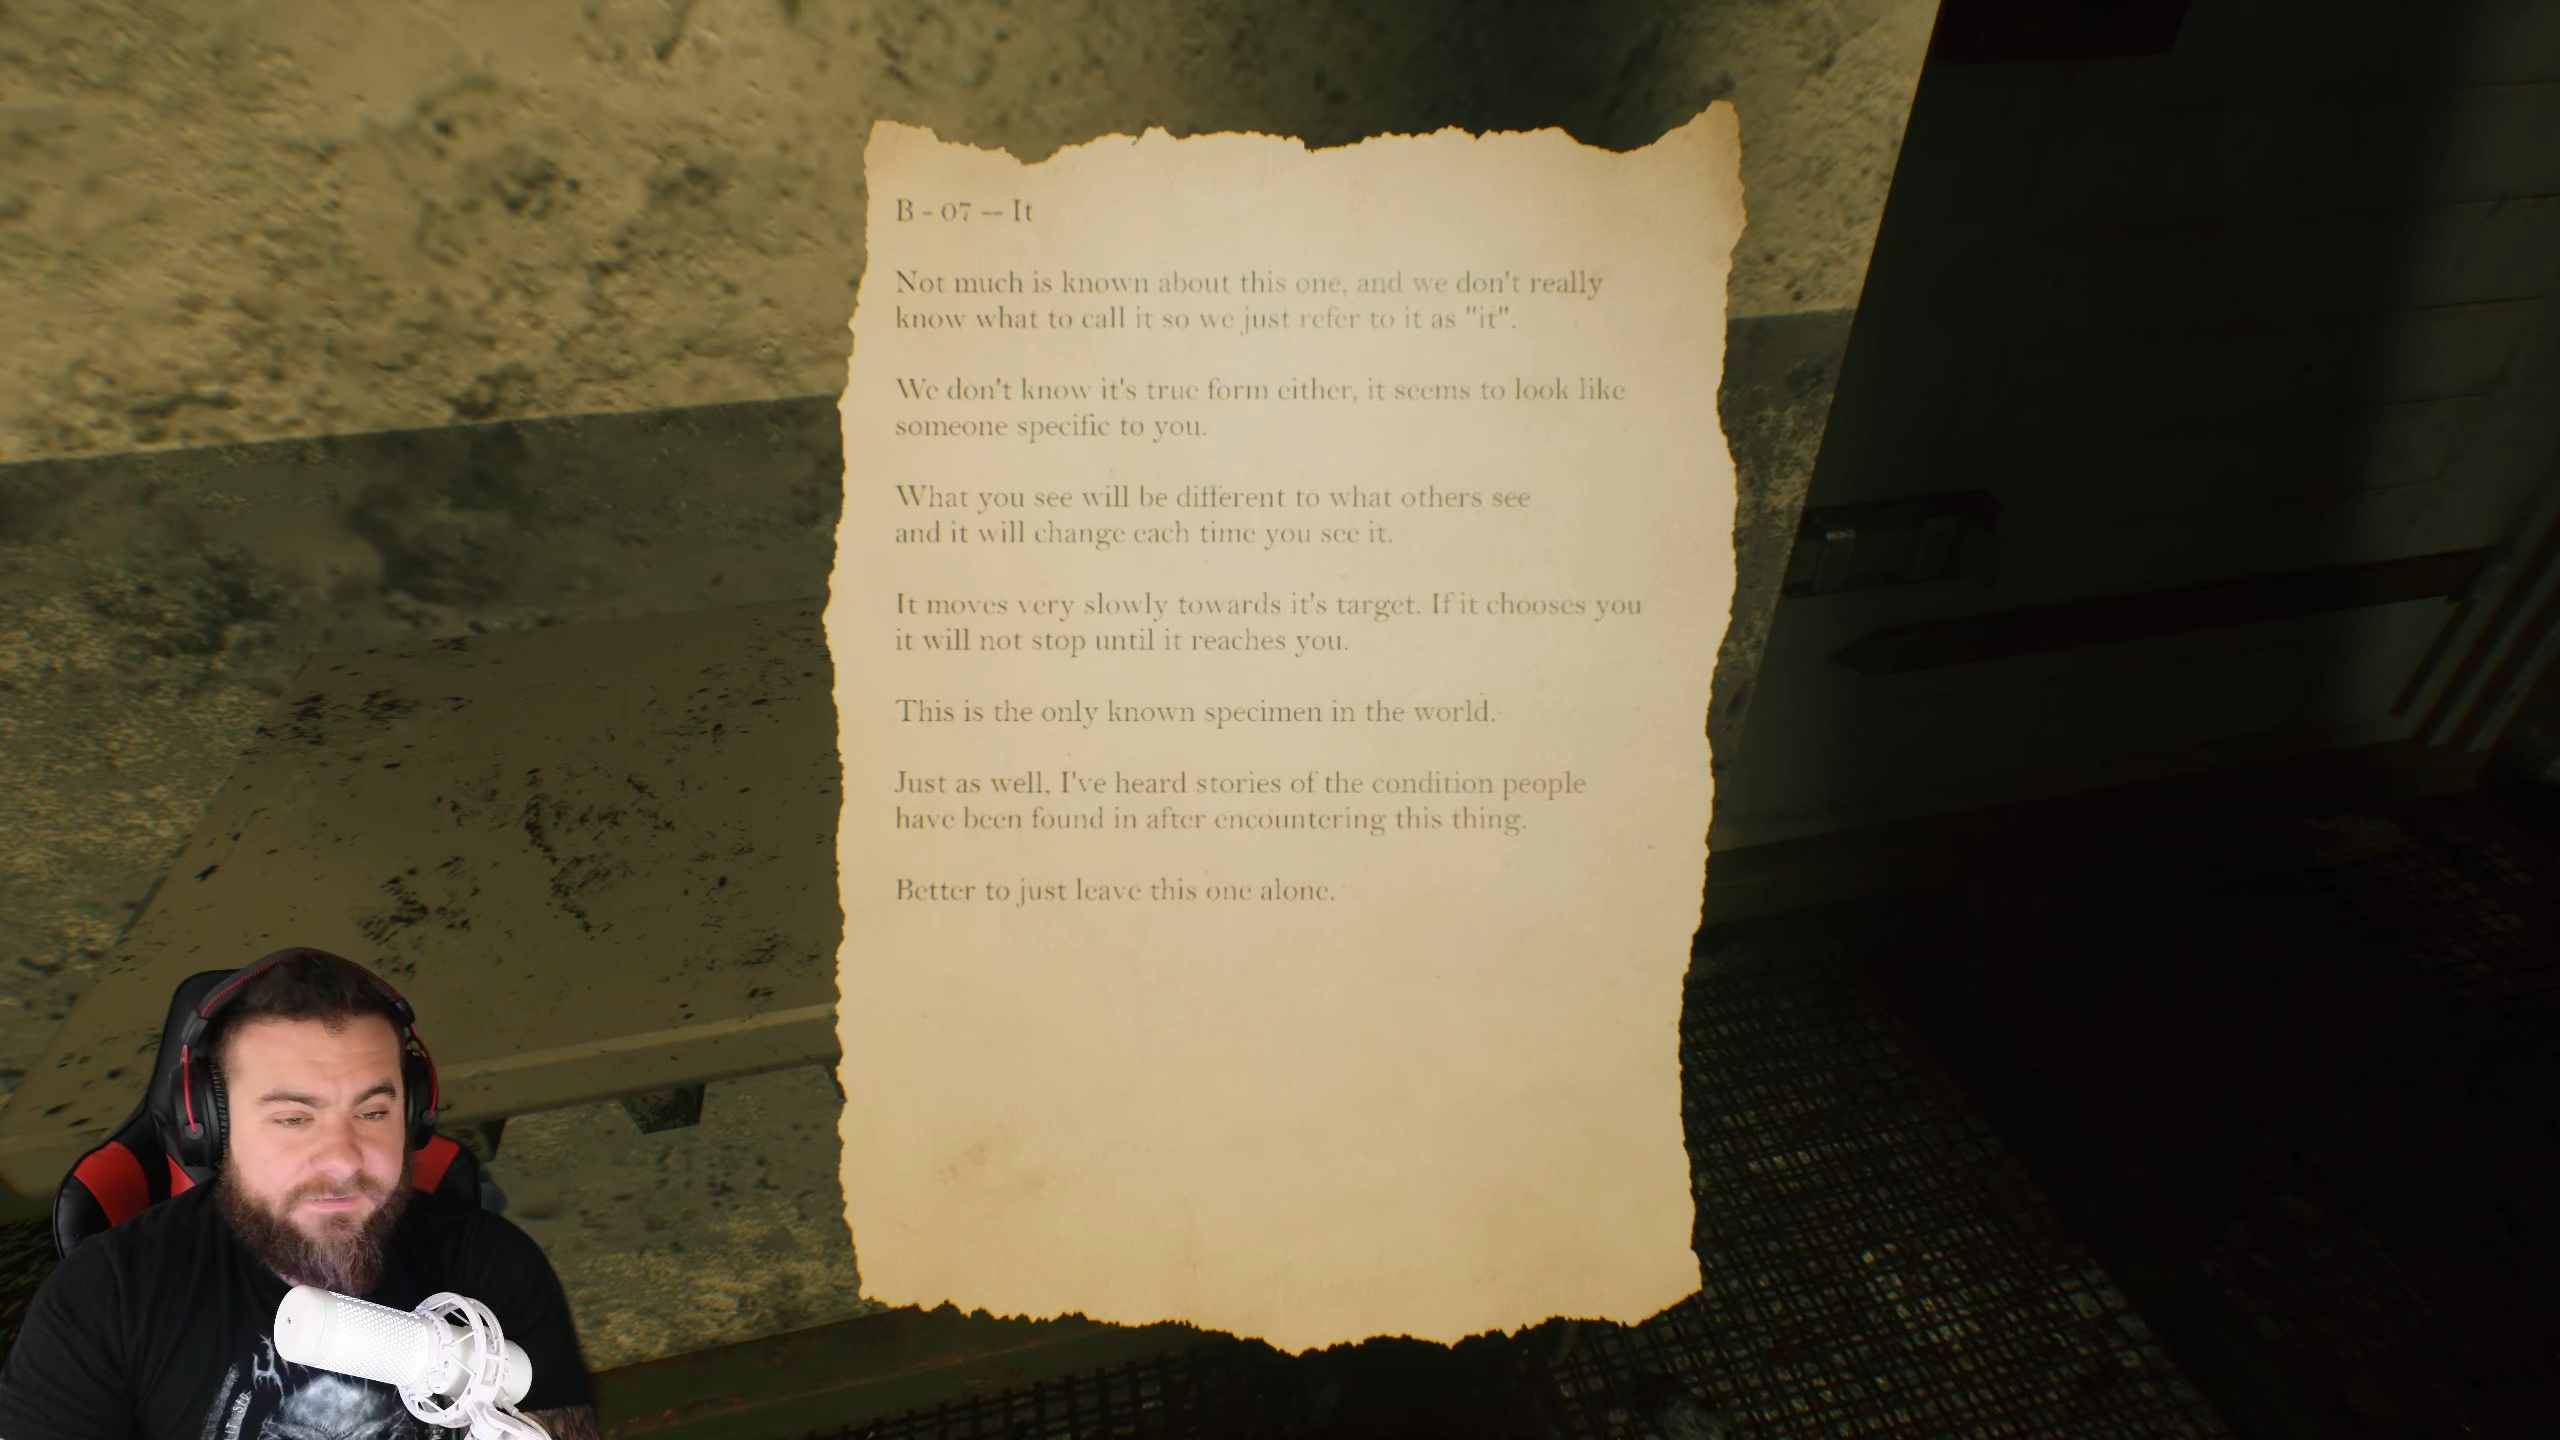 B - 07 -- It
Not much is known about this one, and we don't really
know what to call it so we just refer to it as "it".
We don't know it's true form either, it seems to look like
someone specific to you.
What you see will be different to what others see
and it will change each time you see it.
It moves very slowly towards it's target. If it chooses you
it will not stop until it reaches you.
This is the only known specimen in the world.
Just as well, I've heard stories of the condition people
have been found in after encountering this thing.
Better to just leave this one alone.